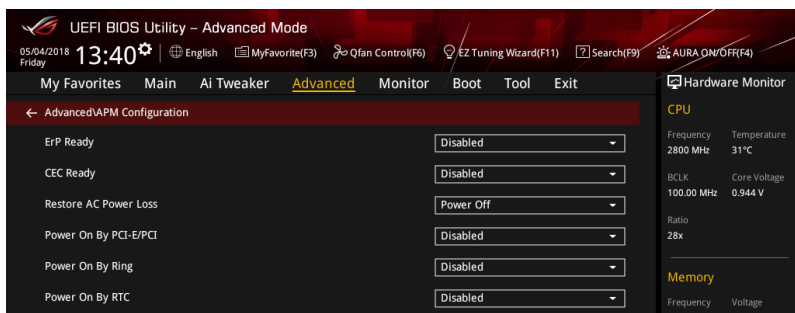 UEFI BIOS Utility – Advanced Mode
05/04/2018 Friday 13:40 English MyFavorite(F3) Qfan Control(F6) EZ Tuning Wizard(F11) ? Search(F9) AURA ON/OFF(F4)
My Favorites Main Ai Tweaker Advanced Monitor Boot Tool Exit Hardware Monitor
← Advanced\APM Configuration
CPU
ErP Ready Disabled
Frequency Temperature
2800 MHz 31°C
CEC Ready Disabled
BCLK Core Voltage
100.00 MHz 0.944 V
Restore AC Power Loss Power Off
Ratio
28x
Power On By PCI-E/PCI Disabled
Power On By Ring Disabled
Memory
Power On By RTC Disabled
Frequency Voltage